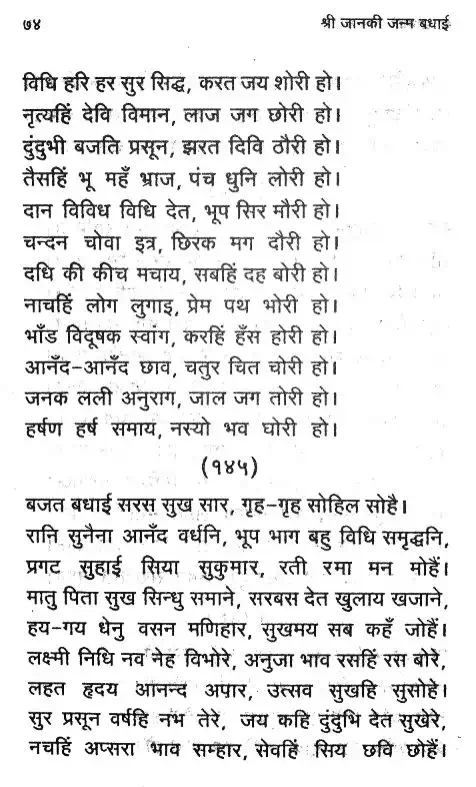 ७४
श्री जानकी जन्म बधाई
विधि हरि हर सुर सिद्ध, करत जय शोरी हो।
नृत्यहिं देवि विमान, लाज जग छोरी हो।
दुंदुभी बजति प्रसून, झरत दिवि ठौरी हो।
तैसहिं भू महँ भ्राज, पंच धुनि लोरी हो।
दान विविध विधि देत, भूप सिर मौरी हो।
चन्दन चोवा इत्र, छिरक मग दौरी हो।
दधि की कीच मचाय, सबहिं दह बोरी हो।
नाचहिं लोग लुगाइ, प्रेम पथ भोरी हो।
भाँड विदूषक स्वांग, करहिं हँस होरी हो।
आनँद-आनँद छाव, चतुर चित चोरी हो।
जनक लली अनुराग, जाल जग तोरी हो।
हर्षण हर्ष समाय, नस्यो भव घोरी हो।
(१४५)
बजत बधाई सरस सुख सार, गृह-गृह सोहिल सोहै।
रानि सुनैना आनँद वर्धनि, भूप भाग बहु विधि समृद्धनि,
प्रगट सुहाई सिया सुकुमार, रती रमा मन मोहैं।
मातु पिता सुख सिन्धु समाने, सरबस देत खुलाय खजाने,
हय-गय धेनु वसन मणिहार, सुखमय सब कहँ जोहैं।
लक्ष्मी निधि नव नेह विभोरे, अनुजा भाव रसहिं रस बोरे,
लहत हृदय आनन्द अपार, उत्सव सुखहि सुसोहे।
सुर प्रसून वर्षहि नभ तेरे, जय कहि दुंदुभि देत सुखेरे,
नचहिं अप्सरा भाव सम्हार, सेवहिं सिय छवि छोहैं।